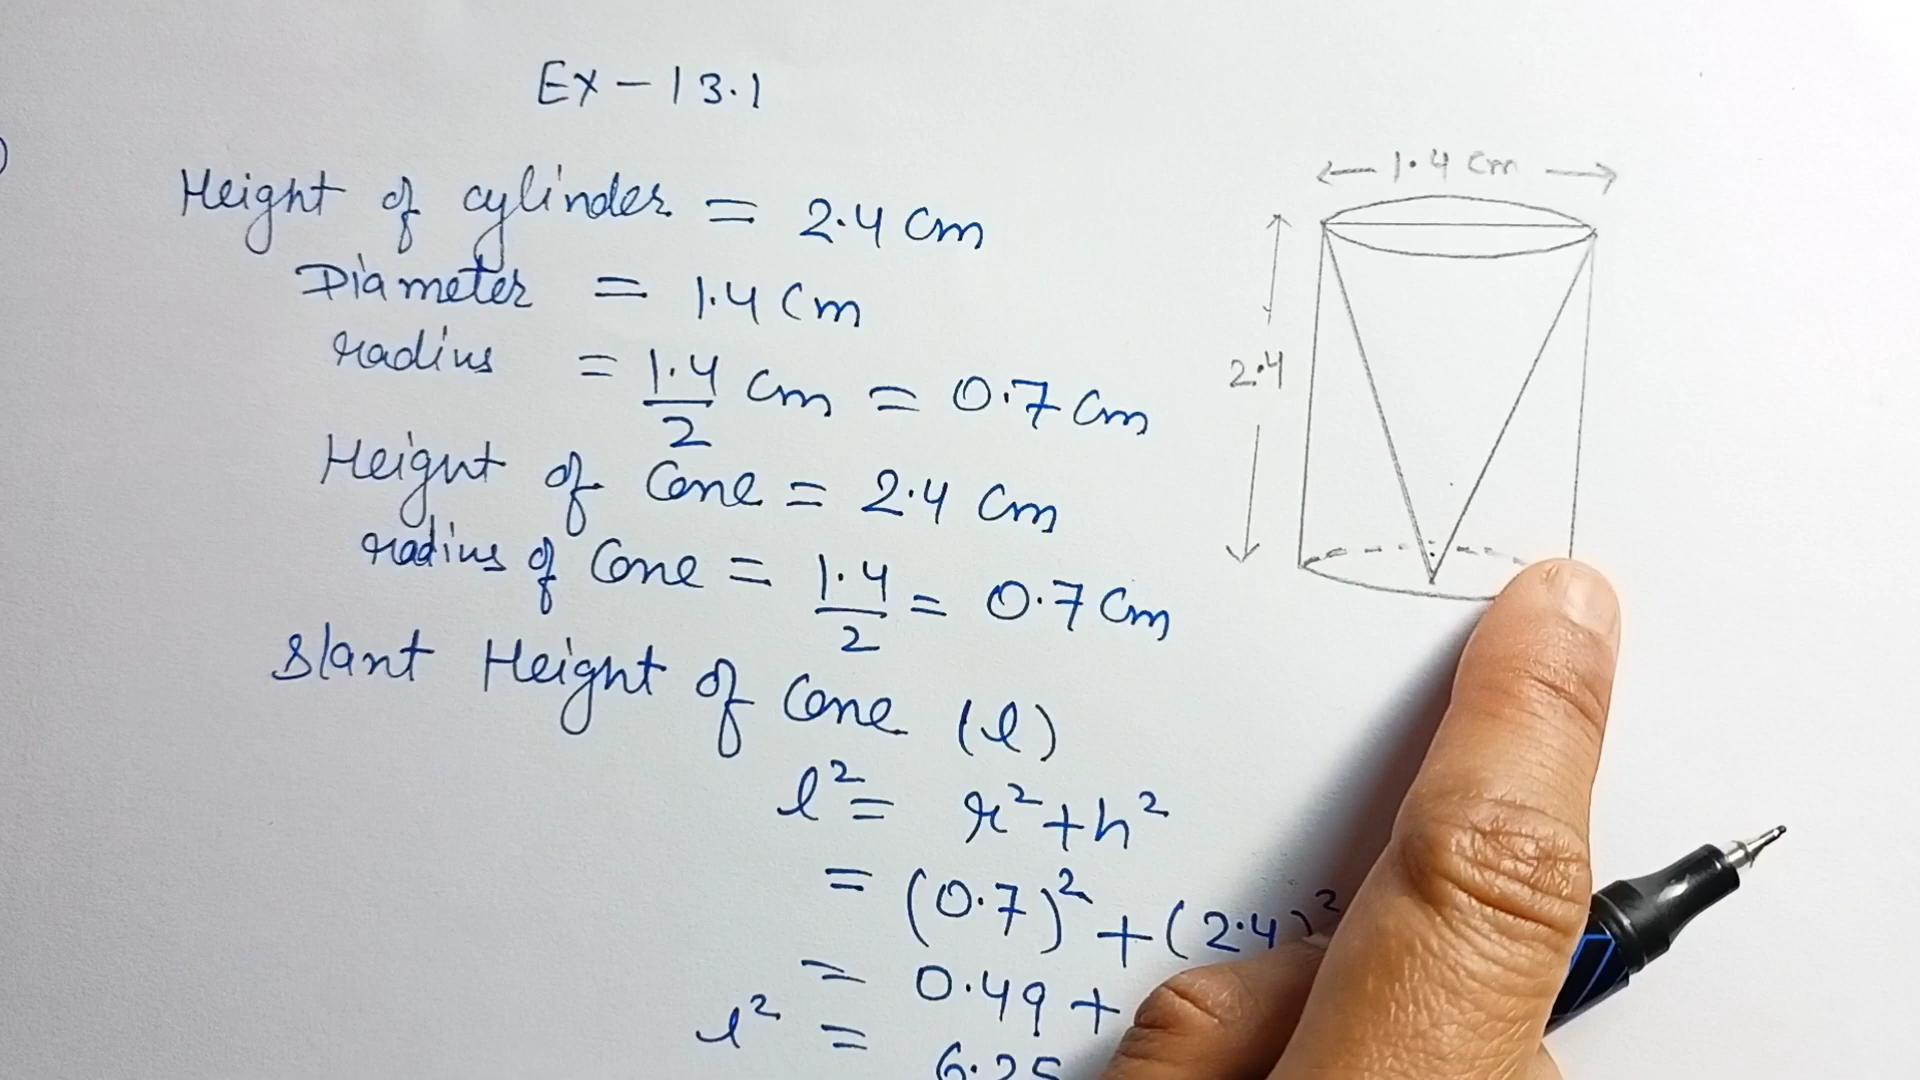 Ex - 13.1
Height of cylinder = 2.4 cm
Diameter = 1.4 cm
radius = 1.4/2 cm = 0.7 cm
Height of Cone = 2.4 cm
radius of Cone = 1.4/2 = 0.7 cm
Slant Height of Cone (l)
l² = r² + h²
= (0.7)² + (2.4)²
= 0.49 +
l² = 6.25
← 1.4 cm →
2.4